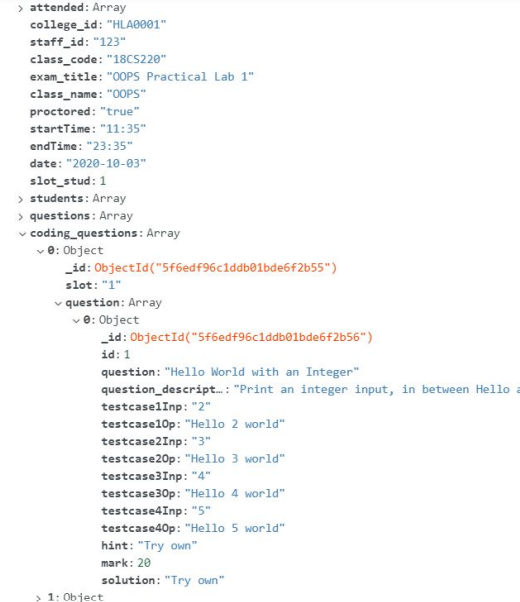 attended: Array
college_id: "HLA0001"
staff_id: "123"
class_code: "18CS220"
exam_title: "OOPS Practical Lab 1"
class_name: "OOPS"
proctored: "true"
startTime: "11:35"
endTime: "23:35"
date: "2020-10-03"
slot_stud: 1
students: Array
questions: Array
coding_questions: Array
0: Object
_id: ObjectId("5f6edf96c1ddb01bde6f2b55")
slot: "1"
question: Array
0: Object
_id: ObjectId("5f6edf96c1ddb01bde6f2b56")
id: 1
question: "Hello World with an Integer"
question_descript…: "Print an integer input, in between Hello a
testcase1Inp: "2"
testcase1Op: "Hello 2 world"
testcase2Inp: "3"
testcase2Op: "Hello 3 world"
testcase3Inp: "4"
testcase3Op: "Hello 4 world"
testcase4Inp: "5"
testcase4Op: "Hello 5 world"
hint: "Try own"
mark: 20
solution: "Try own"
1: Object